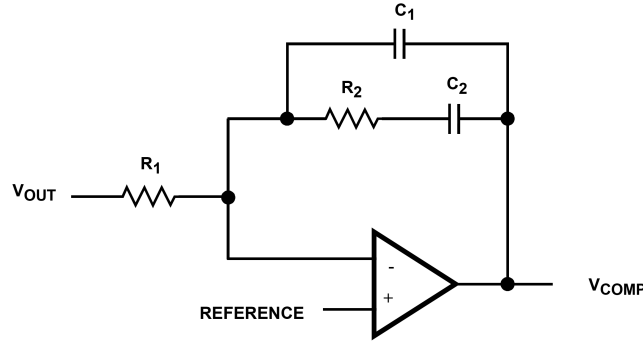 C1
R2
C2
R1
VOUT
-
+
VCOMP
REFERENCE